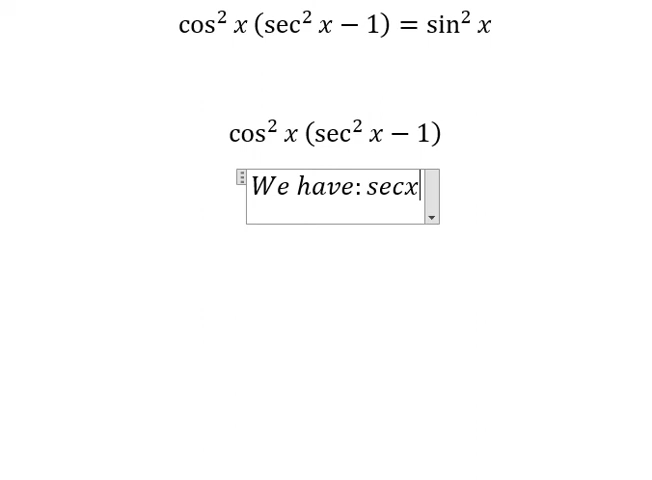 cos² x (sec² x − 1) = sin² x
cos² x (sec² x − 1)
We have: secx